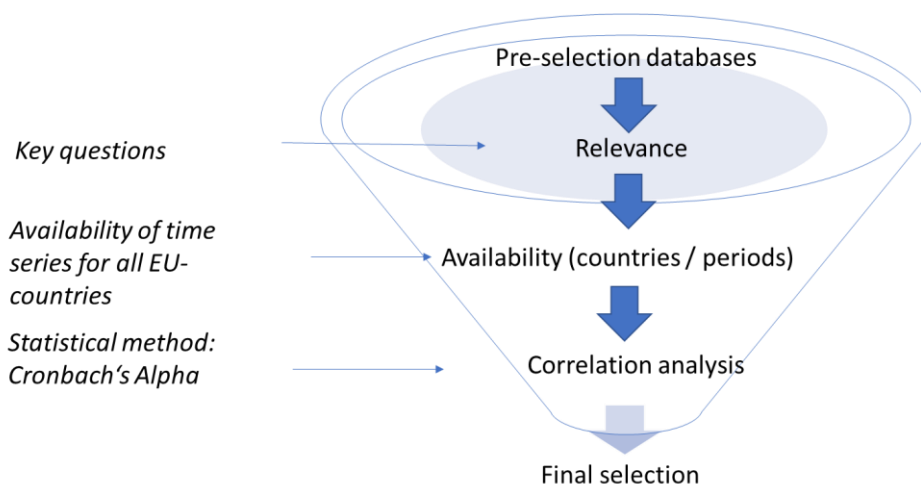 Pre-selection databases
Key questions
Relevance
Availability of time
series for all EU-
countries
Availability (countries / periods)
Statistical method:
Cronbach‘s Alpha
Correlation analysis
Final selection